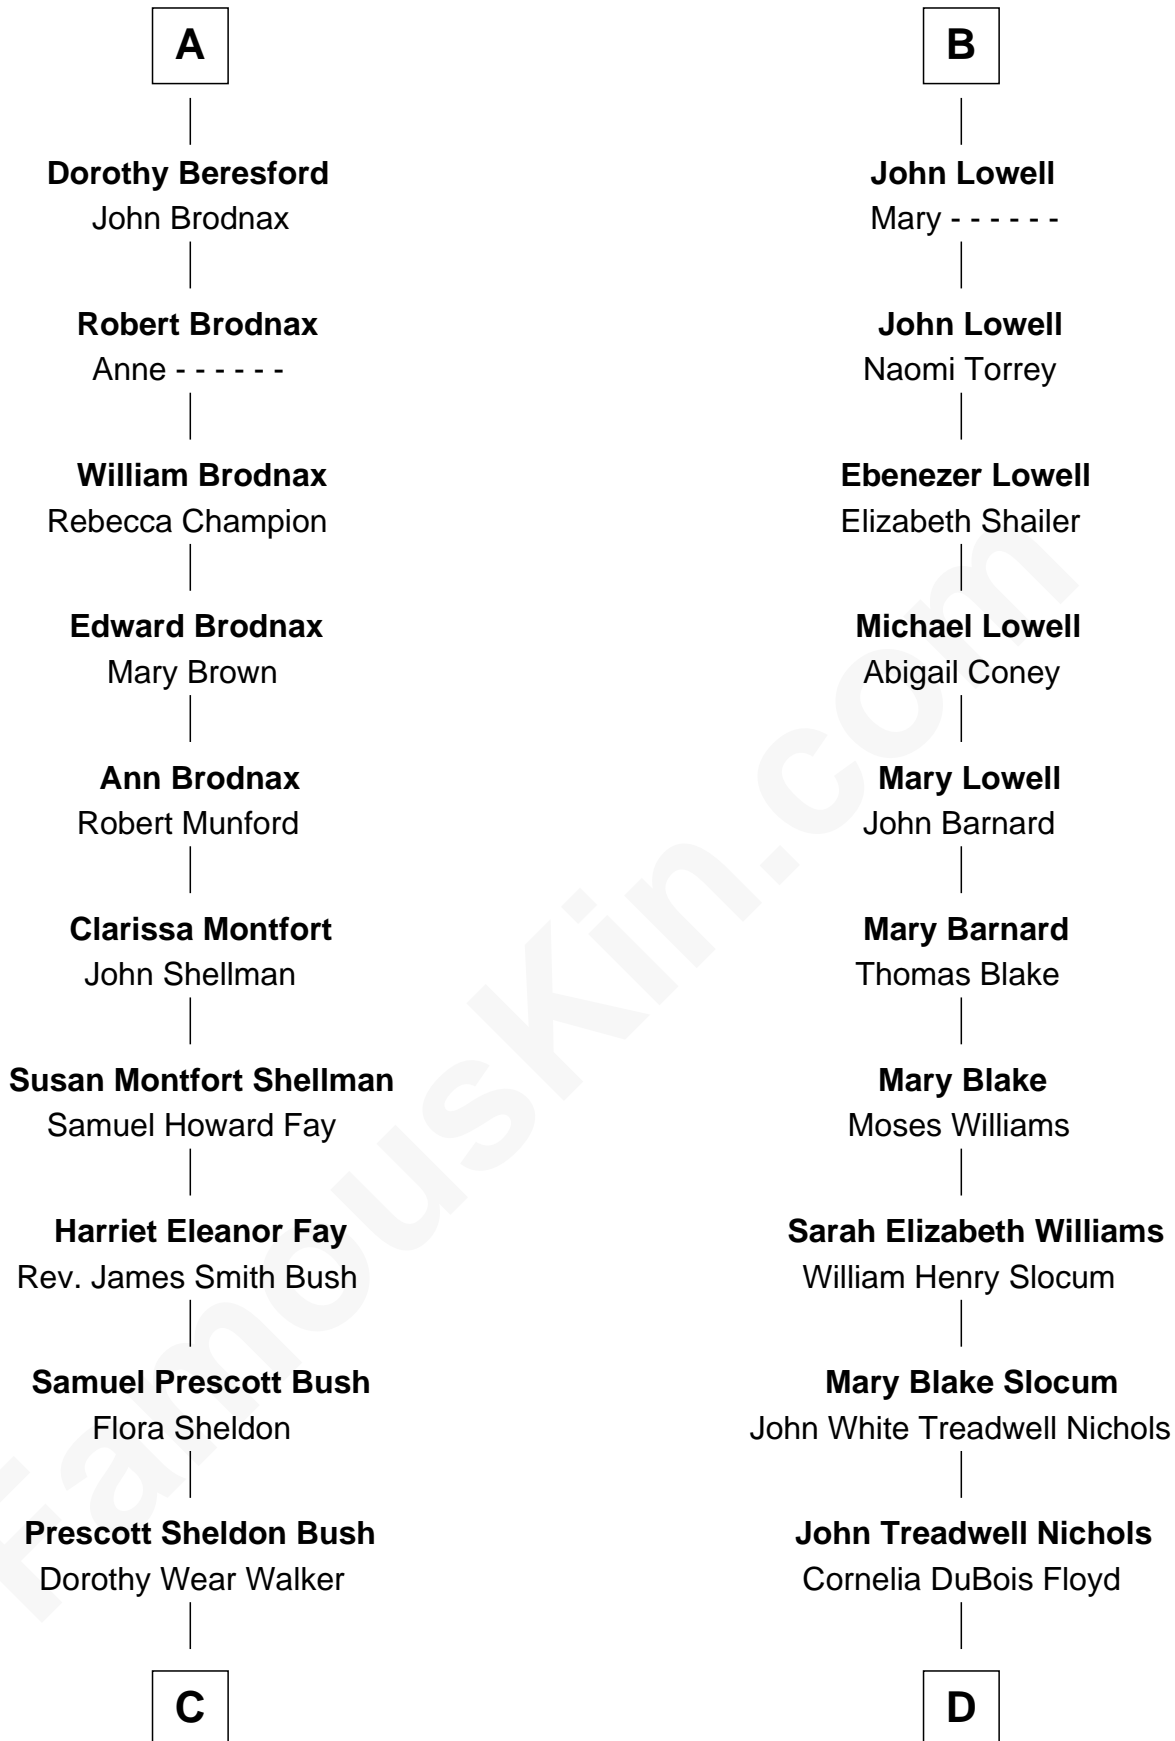 A
Dorothy Beresford
John Brodnax
Robert Brodnax
Anne - - - - - -
William Brodnax
Rebecca Champion
Edward Brodnax
Mary Brown
Ann Brodnax
Robert Munford
Clarissa Montfort
John Shellman
Susan Montfort Shellman
Samuel Howard Fay
Harriet Eleanor Fay
Rev. James Smith Bush
Samuel Prescott Bush
Flora Sheldon
Prescott Sheldon Bush
Dorothy Wear Walker
C
B
John Lowell
Mary - - - - - -
John Lowell
Naomi Torrey
Ebenezer Lowell
Elizabeth Shailer
Michael Lowell
Abigail Coney
Mary Lowell
John Barnard
Mary Barnard
Thomas Blake
Mary Blake
Moses Williams
Sarah Elizabeth Williams
William Henry Slocum
Mary Blake Slocum
John White Treadwell Nichols
John Treadwell Nichols
Cornelia DuBois Floyd
D
FamousKin.com